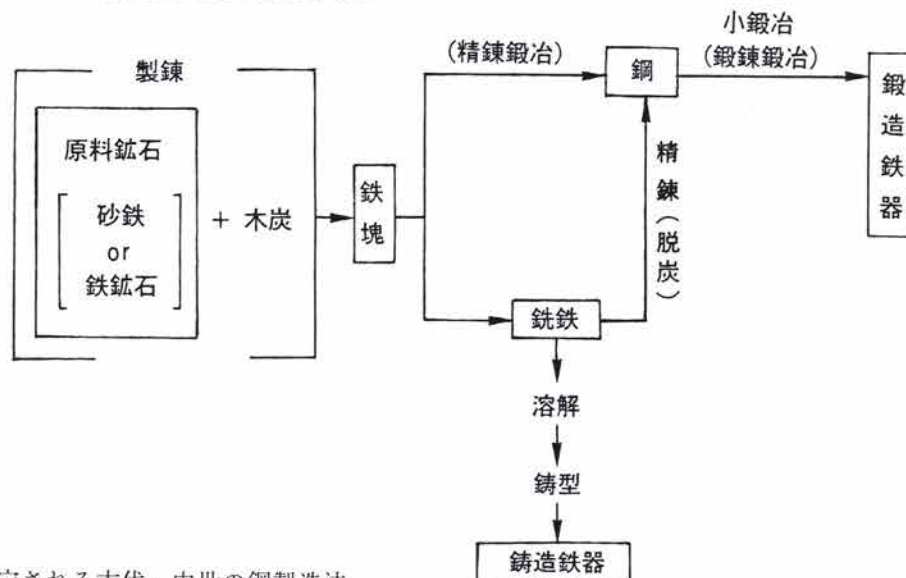 製錬
原料鉱石
砂鉄
or
鉄鉱石
+ 木炭
鉄塊
(精錬鍛冶)
鋼
小鍛冶
(鍛錬鍛冶)
鍛造鉄器
精錬(脱炭)
銑鉄
溶解
鋳型
鋳造鉄器
定される古代・中世の鋼製造法